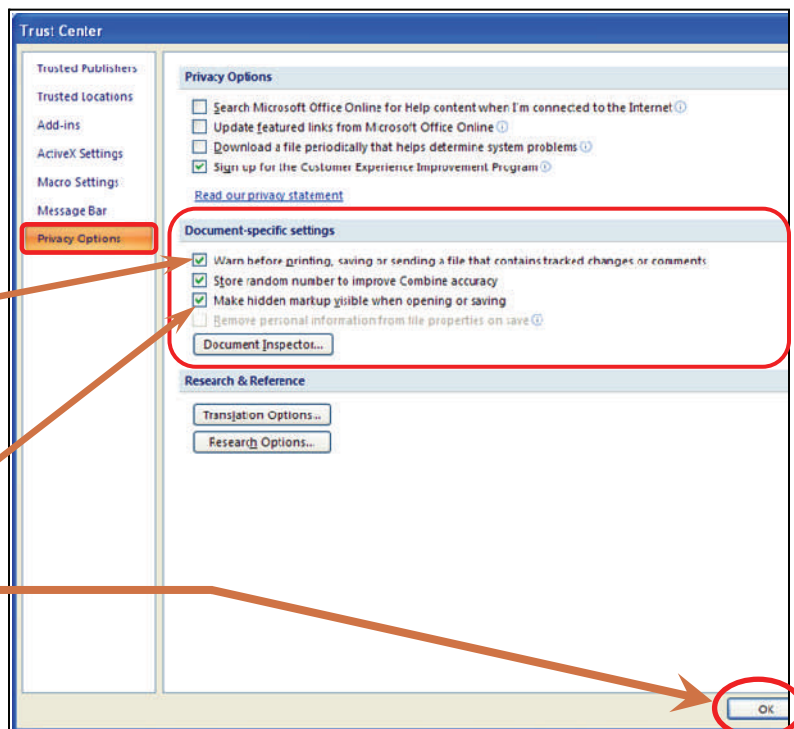 Trust Center
Trusted Publishers
Trusted Locations
Add-ins
ActiveX Settings
Macro Settings
Message Bar
Privacy Options
Privacy Options
Search Microsoft Office Online for Help content when I'm connected to the Internet
Update featured links from Microsoft Office Online
Download a file periodically that helps determine system problems
Sign up for the Customer Experience Improvement Program
Read our privacy statement
Document-specific settings
Warn before printing, saving or sending a file that contains tracked changes or comments
Store random number to improve Combine accuracy
Make hidden markup visible when opening or saving
Remove personal information from file properties on save
Document Inspector...
Research & Reference
Translation Options...
Research Options...
OK